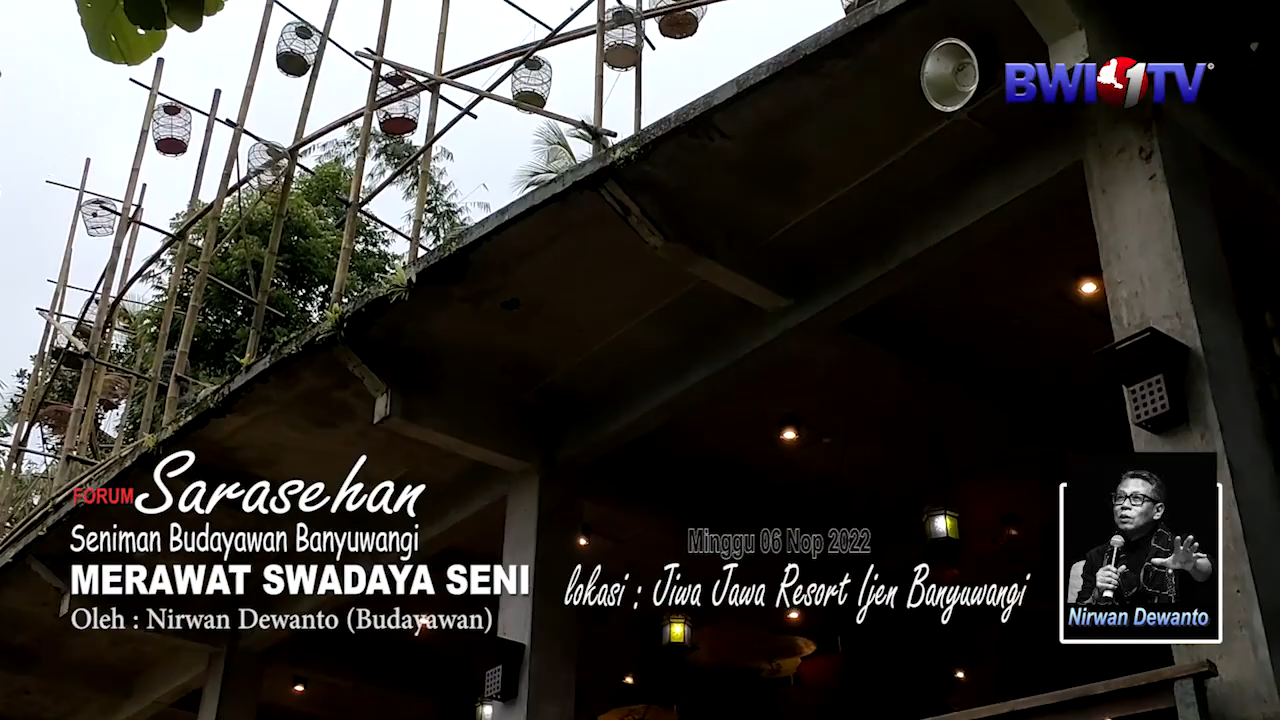 BWI1TV
FORUM Sarasehan
Seniman Budayawan Banyuwangi
MERAWAT SWADAYA SENI
Oleh : Nirwan Dewanto (Budayawan)
Minggu 06 Nop 2022
lokasi : Jiwa Jawa Resort Ijen Banyuwangi
Nirwan Dewanto